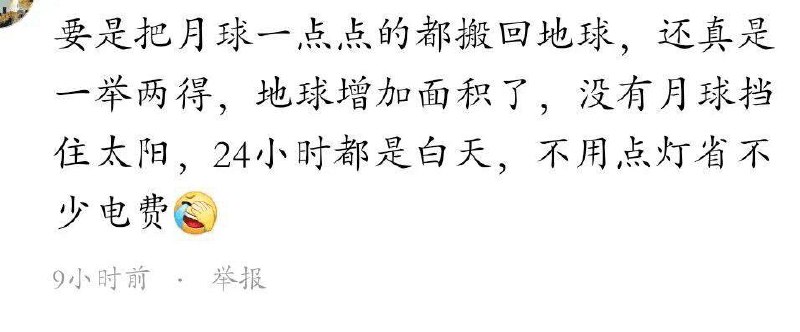 要是把月球一点点的都搬回地球，还真是
一举两得，地球增加面积了，没有月球挡
住太阳，24小时都是白天，不用点灯省不
少电费🤣
9小时前 · 举报